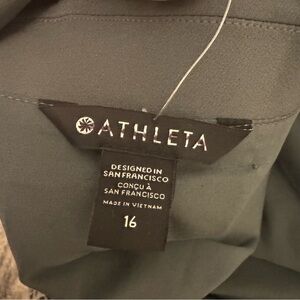 ATHLETA
DESIGNED IN
SAN FRANCISCO
CONÇU À
SAN FRANCISCO
MADE IN VIETNAM
16